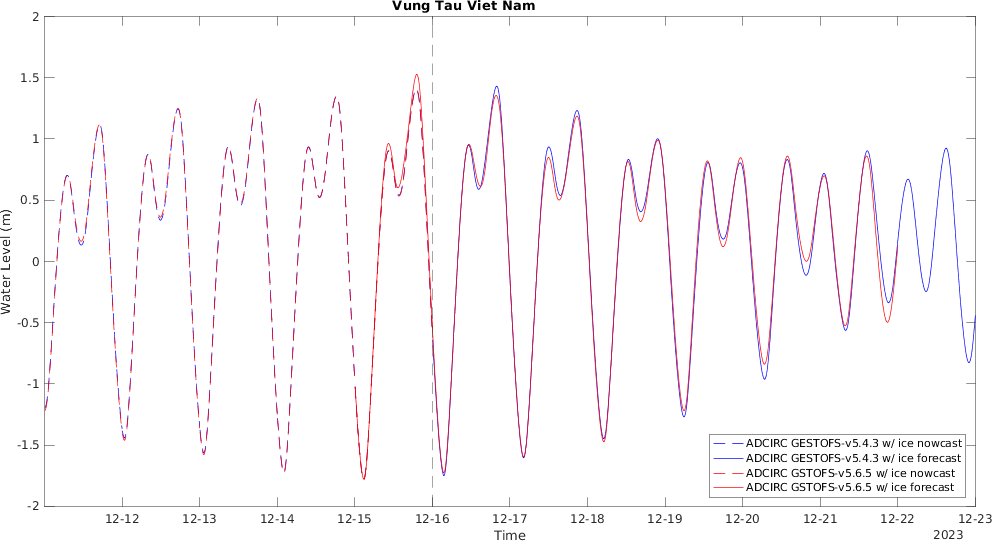 Vung Tau Viet Nam
2
1.5
1
0.5
0
-0.5
-1
-1.5
-2
Water Level (m)
ADCIRC GESTOFS-v5.4.3 w/ ice nowcast
ADCIRC GESTOFS-v5.4.3 w/ ice forecast
ADCIRC GSTOFS-v5.6.5 w/ ice nowcast
ADCIRC GSTOFS-v5.6.5 w/ ice forecast
12-12 12-13 12-14 12-15 12-16 12-17 12-18 12-19 12-20 12-21 12-22 12-23
Time
2023